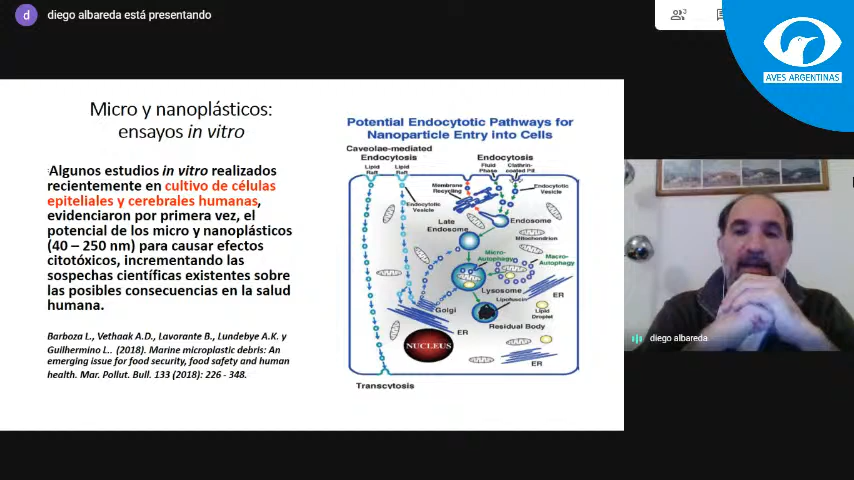 d
diego albareda está presentando
3
AVES ARGENTINAS
Micro y nanoplásticos:
ensayos in vitro
Algunos estudios in vitro realizados
recientemente en cultivo de células
epiteliales y cerebrales humanas,
evidenciaron por primera vez, el
potencial de los micro y nanoplásticos
(40 – 250 nm) para causar efectos
citotóxicos, incrementando las
sospechas científicas existentes sobre
las posibles consecuencias en la salud
humana.
Barboza L., Vethaak A.D., Lavorante B., Lundebye A.K. y
Guilhermino L.. (2018). Marine microplastic debris: An
emerging issue for food security, food safety and human
health. Mar. Pollut. Bull. 133 (2018): 226 - 348.
Potential Endocytotic Pathways for
Nanoparticle Entry into Cells
Caveolae-mediated
Endocytosis
Endocytosis
Lipid
Raft
Lipid
Raft
Fluid
Phase
Clathrin-
coated Pit
Membrane
Recycling
Endocytotic
Vesicle
Endocytotic
Vesicle
Late
Endosome
Endosome
Mitochondrion
Micro-
Autophagy
Macro-
Autophagy
Lysosome
ER
Lipofuscin
Golgi
Lipid
Droplet
ER
Residual Body
NUCLEUS
ER
Transcytosis
diego albareda